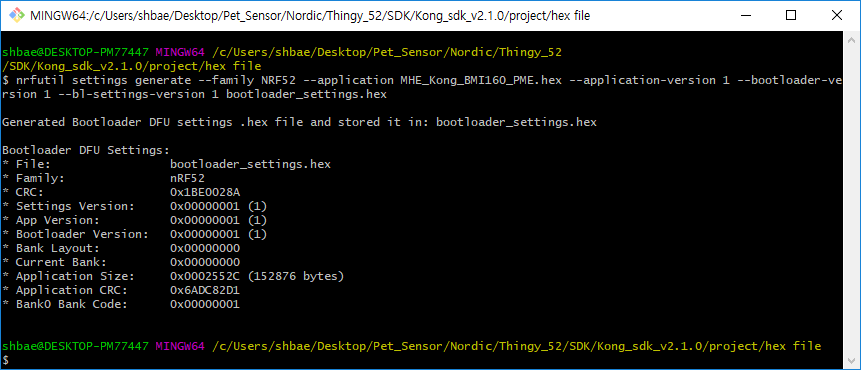 MINGW64:/c/Users/shbae/Desktop/Pet_Sensor/Nordic/Thingy_52/SDK/Kong_sdk_v2.1.0/project/hex file
shbae@DESKTOP-PM77447 MINGW64 /c/Users/shbae/Desktop/Pet_Sensor/Nordic/Thingy_52
/SDK/Kong_sdk_v2.1.0/project/hex file
$ nrfutil settings generate --family NRF52 --application MHE_Kong_BMI160_PME.hex --application-version 1 --bootloader-ve
rsion 1 --bl-settings-version 1 bootloader_settings.hex
Generated Bootloader DFU settings .hex file and stored it in: bootloader_settings.hex
Bootloader DFU Settings:
* File: bootloader_settings.hex
* Family: nRF52
* CRC: 0x1BE0028A
* Settings Version: 0x00000001 (1)
* App Version: 0x00000001 (1)
* Bootloader Version: 0x00000001 (1)
* Bank Layout: 0x00000000
* Current Bank: 0x00000000
* Application Size: 0x0002552C (152876 bytes)
* Application CRC: 0x6ADC82D1
* Bank0 Bank Code: 0x00000001
shbae@DESKTOP-PM77447 MINGW64 /c/Users/shbae/Desktop/Pet_Sensor/Nordic/Thingy_52/SDK/Kong_sdk_v2.1.0/project/hex file
$